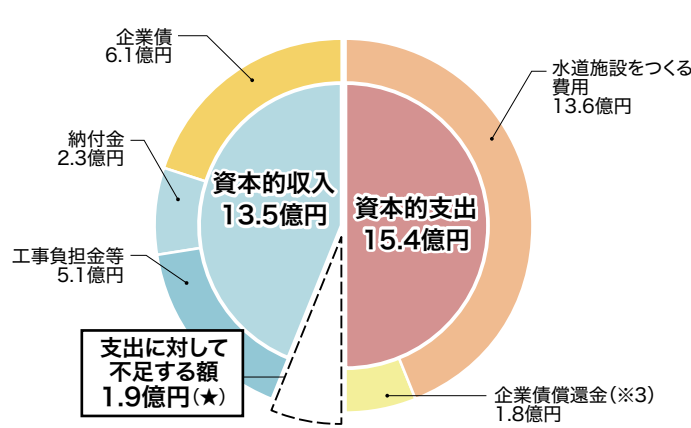 企業債
6.1億円
納付金
2.3億円
工事負担金等
5.1億円
資本的収入
13.5億円
支出に対して
不足する額
1.9億円(★)
資本的支出
15.4億円
水道施設をつくる
費用
13.6億円
企業債償還金(※3)
1.8億円